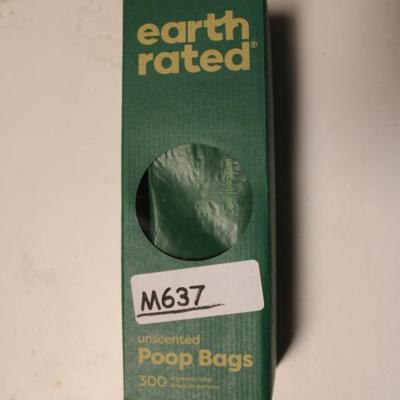 earth
rated®
M637
unscented
Poop Bags
300